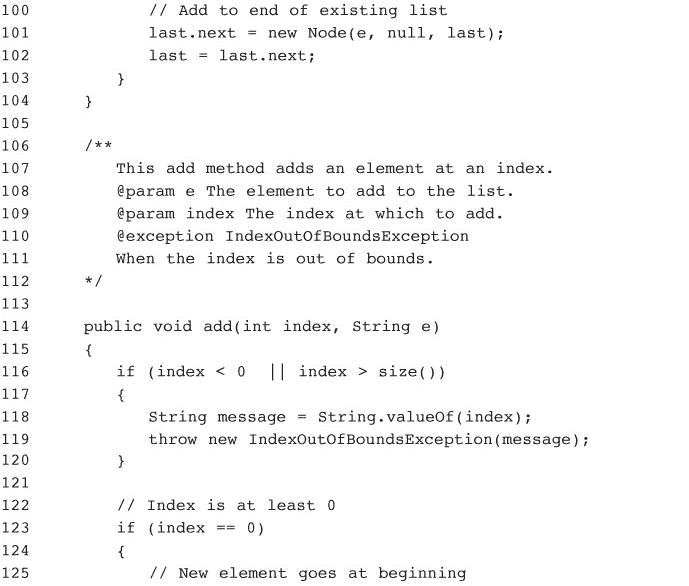 100            // Add to end of existing list
101            last.next = new Node(e, null, last);
102            last = last.next;
103         }
104      }
105
106      /**
107         This add method adds an element at an index.
108         @param e The element to add to the list.
109         @param index The index at which to add.
110         @exception IndexOutOfBoundsException
111         When the index is out of bounds.
112      */
113
114      public void add(int index, String e)
115      {
116         if (index < 0  || index > size())
117         {
118            String message = String.valueOf(index);
119            throw new IndexOutOfBoundsException(message);
120         }
121
122         // Index is at least 0
123         if (index == 0)
124         {
125            // New element goes at beginning